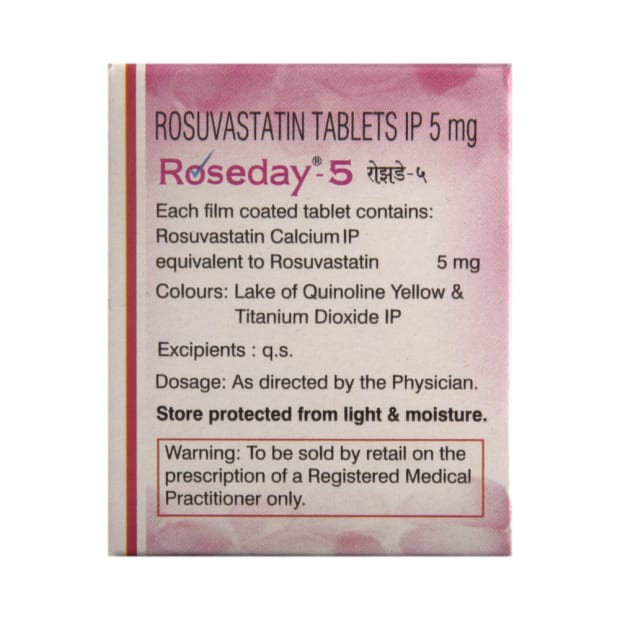 ROSUVASTATIN TABLETS IP 5 mg
Roseday®-5 रोझडे-५
Each film coated tablet contains:
Rosuvastatin Calcium IP
equivalent to Rosuvastatin 5 mg
Colours: Lake of Quinoline Yellow &
Titanium Dioxide IP
Excipients : q.s.
Dosage: As directed by the Physician.
Store protected from light & moisture.
Warning: To be sold by retail on the
prescription of a Registered Medical
Practitioner only.